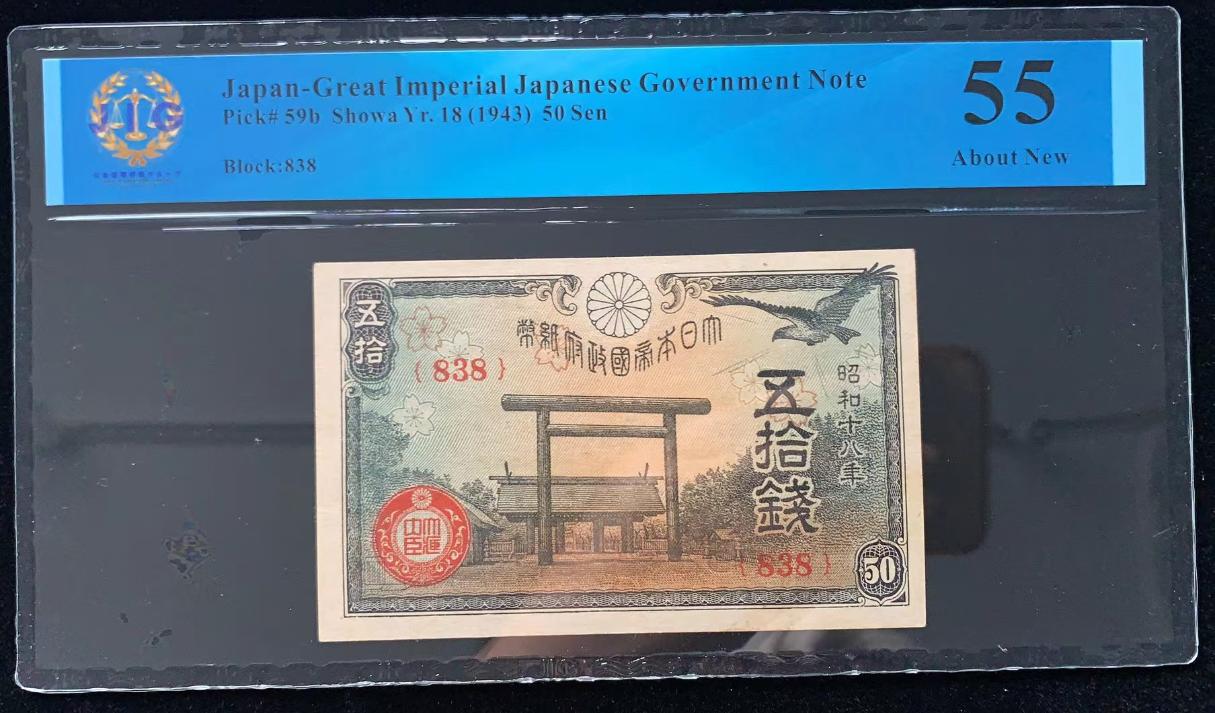 Japan-Great Imperial Japanese Government Note
Pick# 59b Showa Yr. 18 (1943) 50 Sen
Block:838
55
About New
JTG
五拾
大日本帝國政府紙幣
{ 838 }
昭和十八年
五拾錢
{ 838 }
50